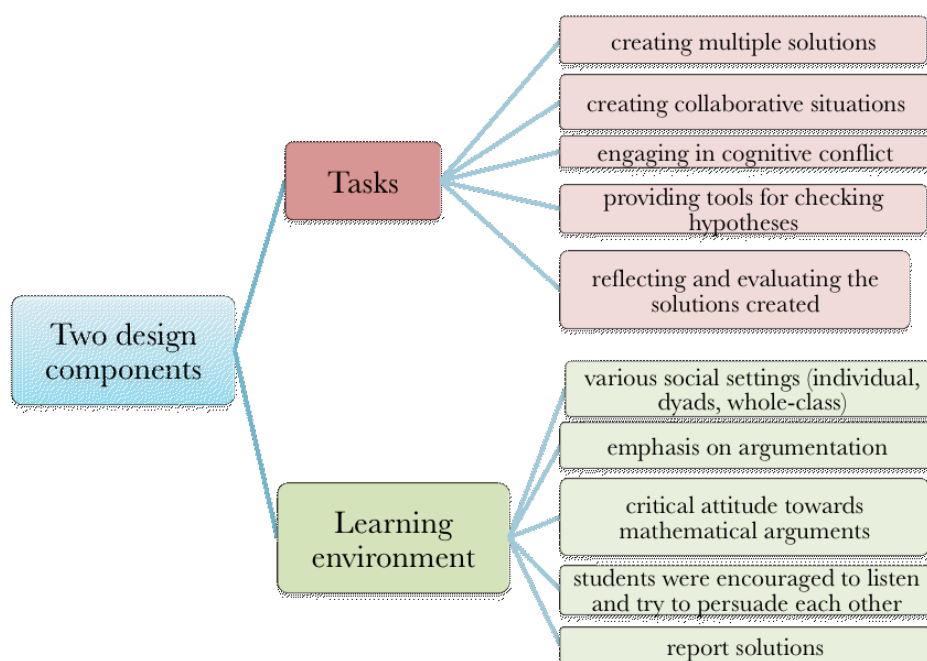 Two design
components
Tasks
creating multiple solutions
creating collaborative situations
engaging in cognitive conflict
providing tools for checking
hypotheses
reflecting and evaluating the
solutions created
Learning
environment
various social settings (individual,
dyads, whole-class)
emphasis on argumentation
critical attitude towards
mathematical arguments
students were encouraged to listen
and try to persuade each other
report solutions